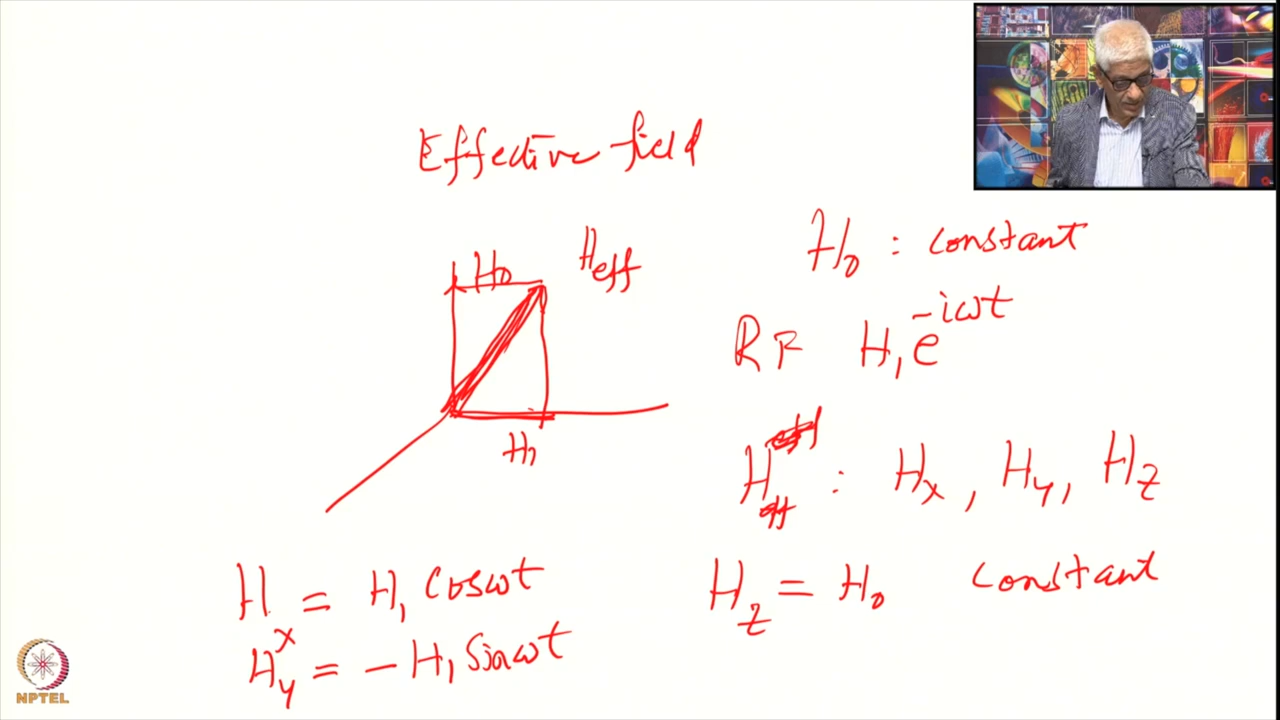 Effective field
H₀ : constant
H₀ Heff
RF H₁e^-iωt
H₁
Heff : Hx, Hy, Hz
Hx = H₁ cosωt
Hz = H₀ constant
Hy = - H₁ Sinωt
NPTEL